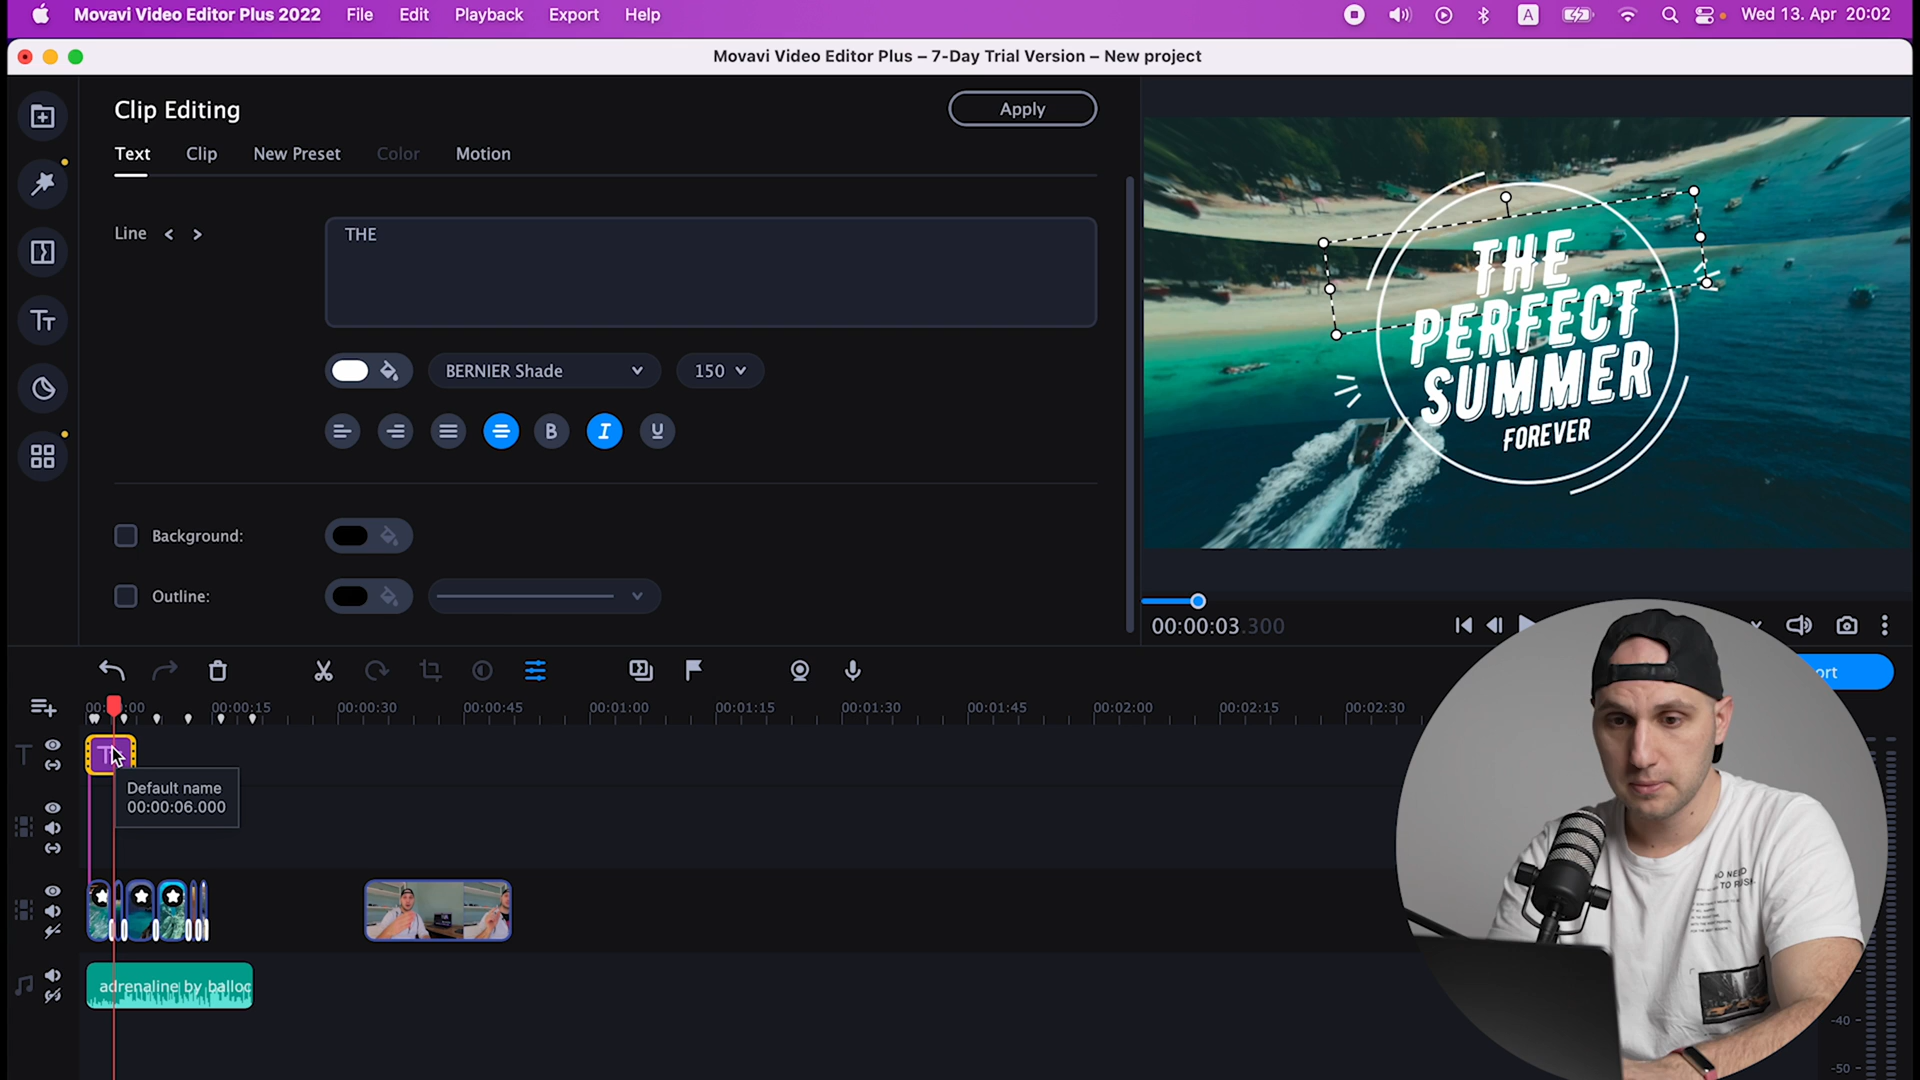 Movavi Video Editor Plus 2022 File Edit Playback Export Help
A Wed 13. Apr 20:02
Movavi Video Editor Plus – 7-Day Trial Version – New project
Clip Editing
Apply
Text Clip New Preset Color Motion
Line < >
THE
BERNIER Shade
150
B I U
Background:
Outline:
THE
PERFECT
SUMMER
FOREVER
00:00:03.300
ort
00:00:15 00:00:30 00:00:45 00:01:00 00:01:15 00:01:30 00:01:45 00:02:00 00:02:15 00:02:30
Default name
00:00:06.000
adrenaline by balloc
-40
-50